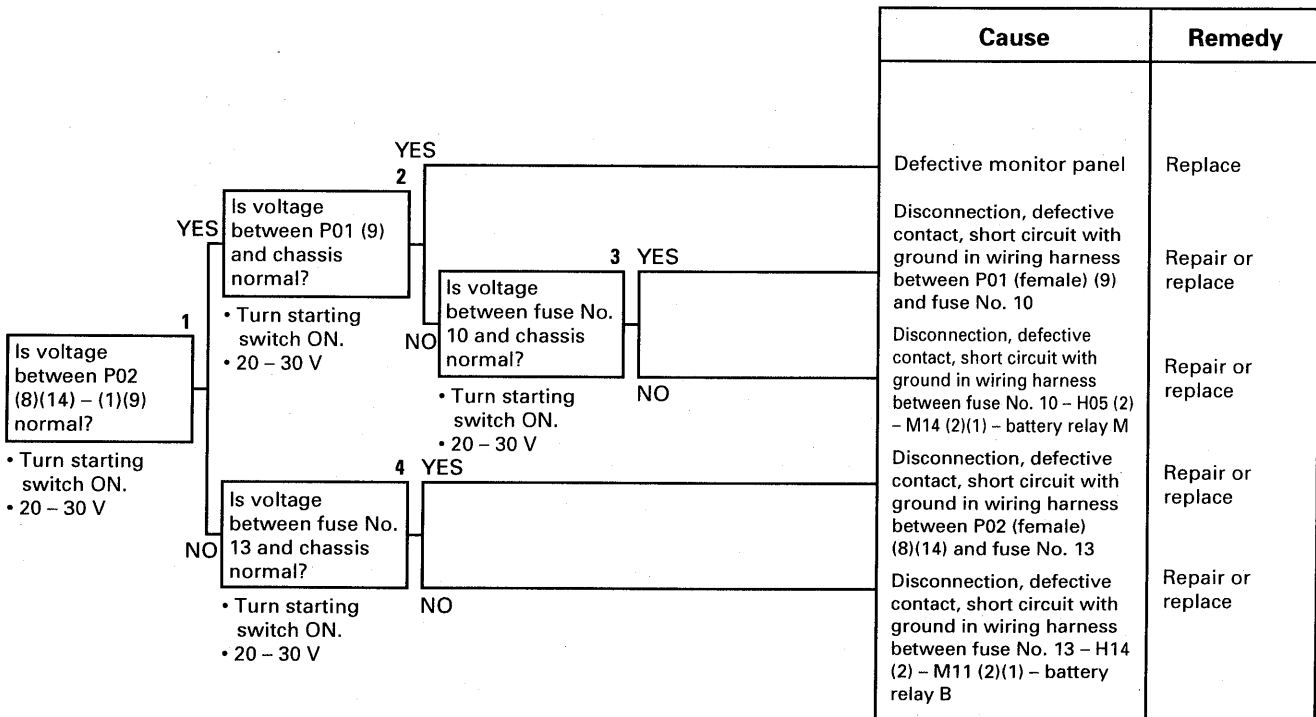 Cause
Remedy
YES
2
Defective monitor panel
Replace
YES
Is voltage
between P01 (9)
and chassis
normal?
• Turn starting
switch ON.
• 20 – 30 V
3
YES
Disconnection, defective
contact, short circuit with
ground in wiring harness
between P01 (female) (9)
and fuse No. 10
Repair or
replace
1
Is voltage
between P02
(8)(14) – (1)(9)
normal?
• Turn starting
switch ON.
• 20 – 30 V
NO
Is voltage
between fuse No.
10 and chassis
normal?
• Turn starting
switch ON.
• 20 – 30 V
NO
Disconnection, defective
contact, short circuit with
ground in wiring harness
between fuse No. 10 – H05 (2)
– M14 (2)(1) – battery relay M
Repair or
replace
4
YES
NO
Is voltage
between fuse No.
13 and chassis
normal?
• Turn starting
switch ON.
• 20 – 30 V
Disconnection, defective
contact, short circuit with
ground in wiring harness
between P02 (female)
(8)(14) and fuse No. 13
Repair or
replace
NO
Disconnection, defective
contact, short circuit with
ground in wiring harness
between fuse No. 13 – H14
(2) – M11 (2)(1) – battery
relay B
Repair or
replace